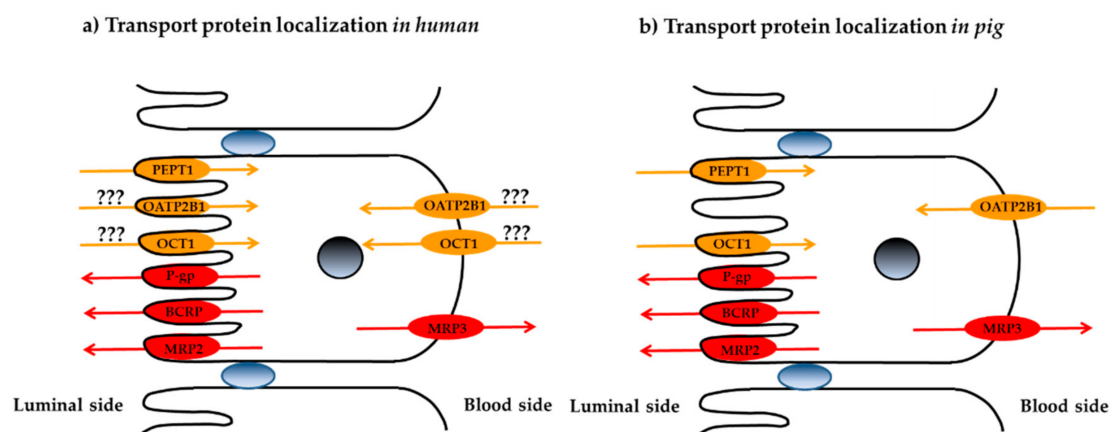 a) Transport protein localization in human
PEPT1
??? OATP2B1
??? OCT1
P-gp
BCRP
MRP2
OATP2B1 ???
OCT1 ???
MRP3
Luminal side
Blood side
b) Transport protein localization in pig
PEPT1
OCT1
P-gp
BCRP
MRP2
OATP2B1
MRP3
Luminal side
Blood side